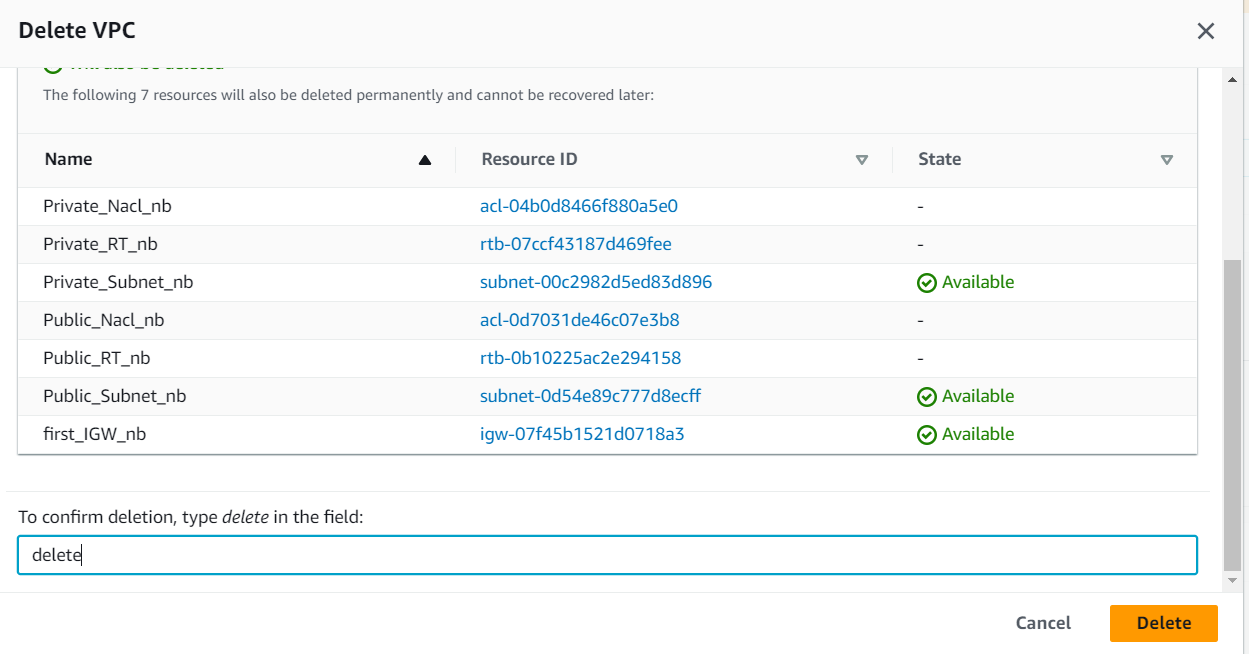 Delete VPC
The following 7 resources will also be deleted permanently and cannot be recovered later:
Name Resource ID State
Private_Nacl_nb acl-04b0d8466f880a5e0 -
Private_RT_nb rtb-07ccf43187d469fee -
Private_Subnet_nb subnet-00c2982d5ed83d896 Available
Public_Nacl_nb acl-0d7031de46c07e3b8 -
Public_RT_nb rtb-0b10225ac2e294158 -
Public_Subnet_nb subnet-0d54e89c777d8ecff Available
first_IGW_nb igw-07f45b1521d0718a3 Available
To confirm deletion, type delete in the field:
delete
Cancel Delete